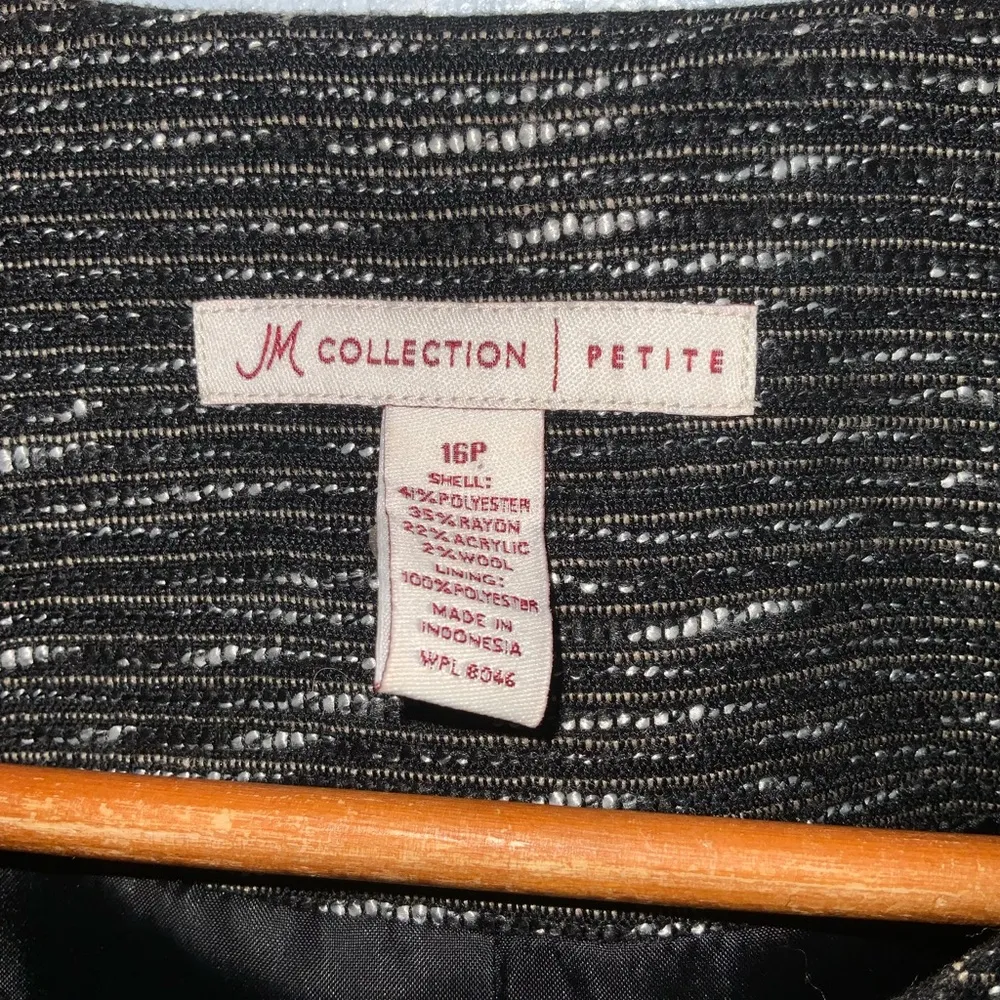 JM COLLECTION | PETITE
16P
SHELL:
41%POLYESTER
35%RAYON
22%ACRYLIC
2%WOOL
LINING:
100%POLYESTER
MADE IN
INDONESIA
WPL 8046